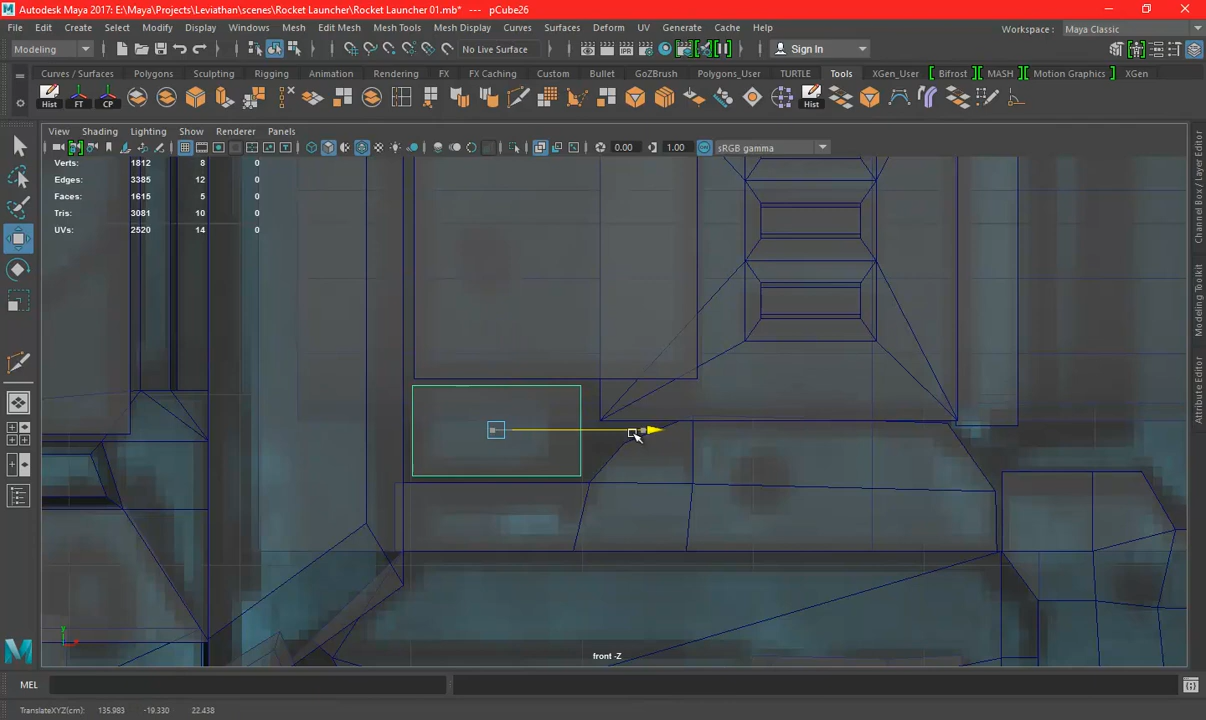 Autodesk Maya 2017: E:\Maya\Projects\Leviathan\scenes\Rocket Launcher\Rocket Launcher 01.mb* --- pCube26
File Edit Create Select Modify Display Windows Mesh Edit Mesh Mesh Tools Mesh Display Curves Surfaces Deform UV Generate Cache Help Workspace : Maya Classic
Modeling No Live Surface Sign In
Curves / Surfaces Polygons Sculpting Rigging Animation Rendering FX FX Caching Custom Bullet GoZBrush Polygons_User TURTLE Tools XGen_User Bifrost MASH Motion Graphics XGen
Hist FT CP Hist
View Shading Lighting Show Renderer Panels
0.00 1.00 sRGB gamma
Verts: 1812 8 0
Edges: 3385 12 0
Faces: 1615 5 0
Tris: 3081 10 0
UVs: 2520 14 0
Channel Box / Layer Editor
Modeling Toolkit
Attribute Editor
y
x
front -Z
MEL
TranslateXYZ(cm): 135.983 -19.330 22.438